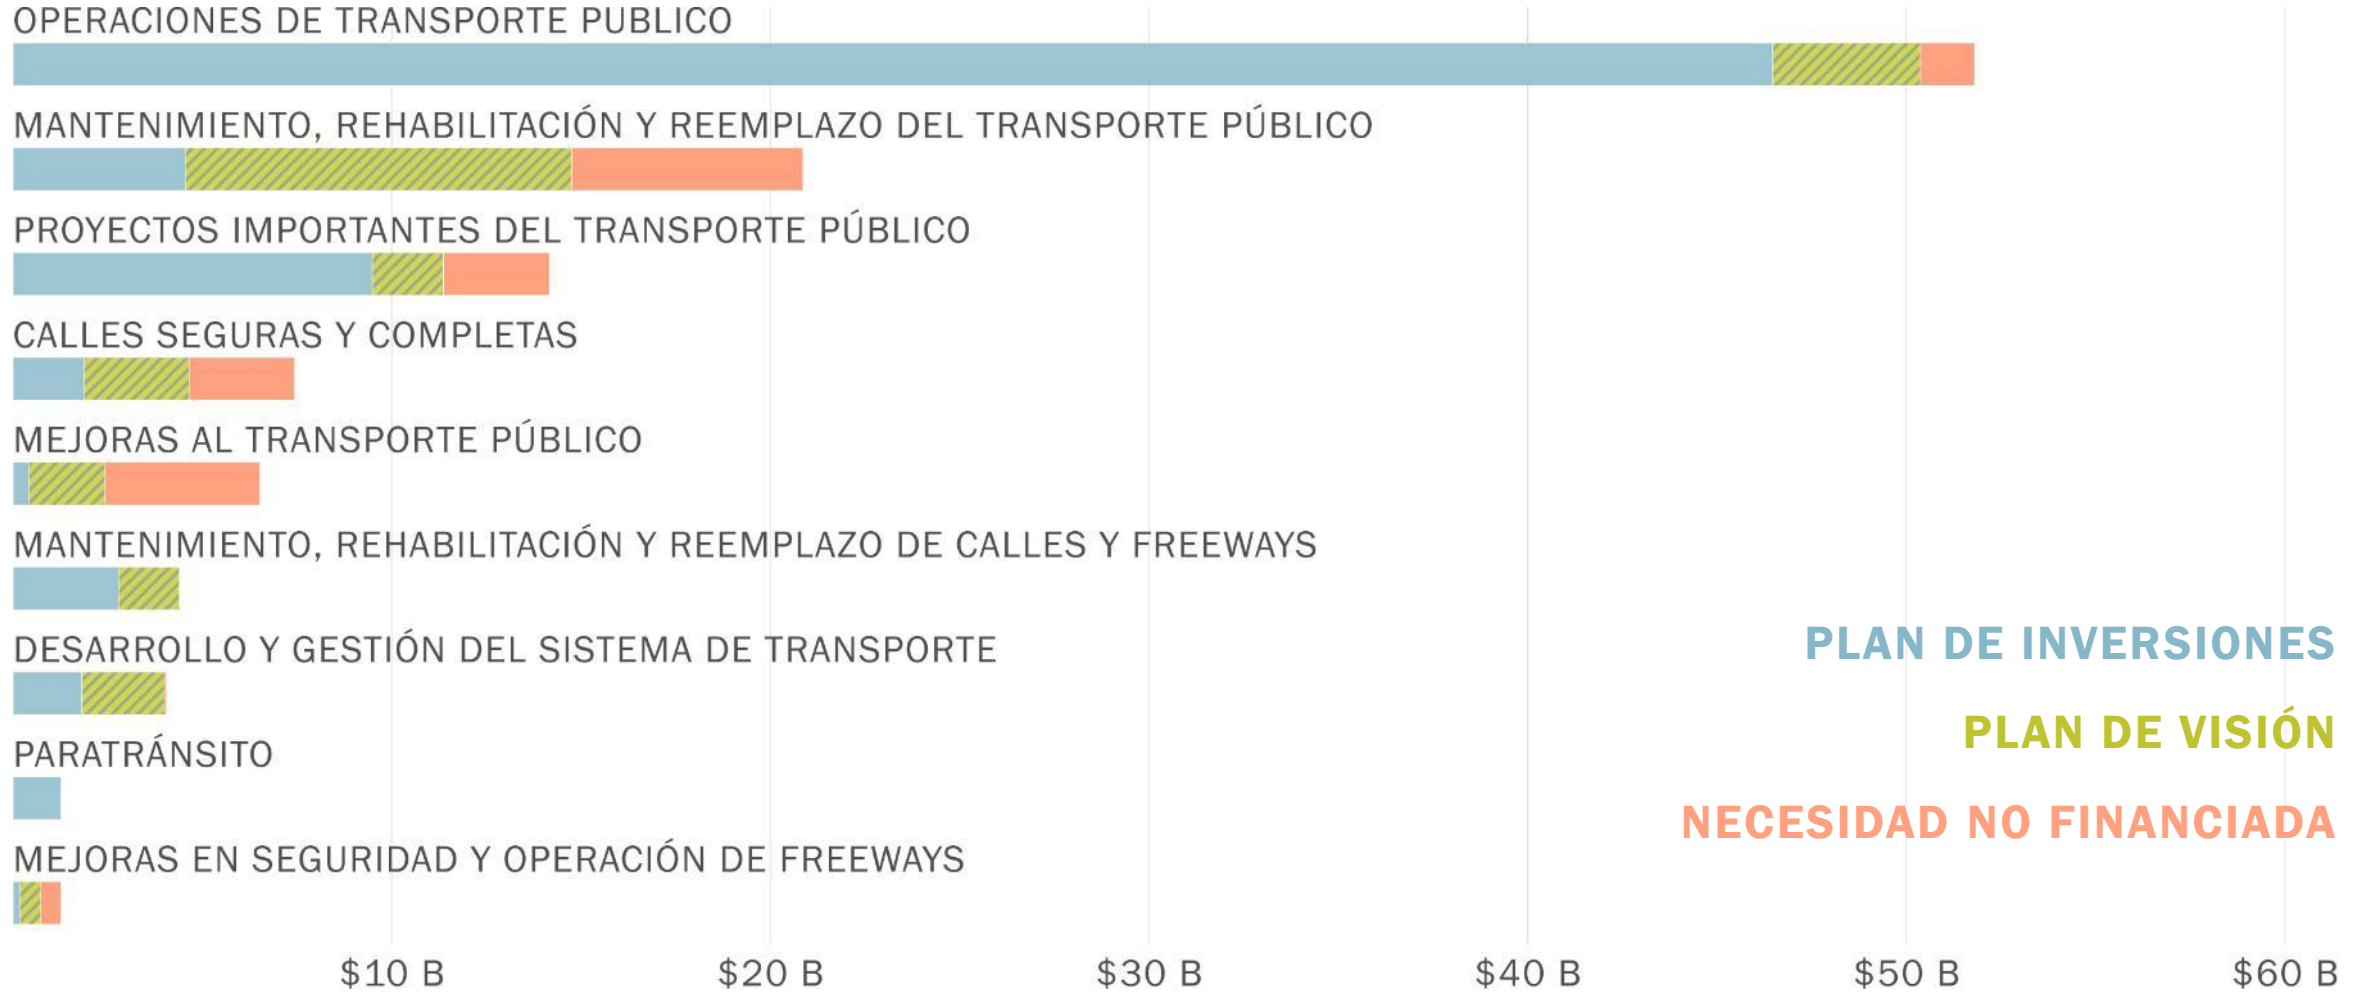 OPERACIONES DE TRANSPORTE PUBLICO
MANTENIMIENTO, REHABILITACIÓN Y REEMPLAZO DEL TRANSPORTE PÚBLICO
PROYECTOS IMPORTANTES DEL TRANSPORTE PÚBLICO
CALLES SEGURAS Y COMPLETAS
MEJORAS AL TRANSPORTE PÚBLICO
MANTENIMIENTO, REHABILITACIÓN Y REEMPLAZO DE CALLES Y FREEWAYS
DESARROLLO Y GESTIÓN DEL SISTEMA DE TRANSPORTE
PARATRÁNSITO
MEJORAS EN SEGURIDAD Y OPERACIÓN DE FREEWAYS
PLAN DE INVERSIONES
PLAN DE VISIÓN
NECESIDAD NO FINANCIADA
$10 B $20 B $30 B $40 B $50 B $60 B